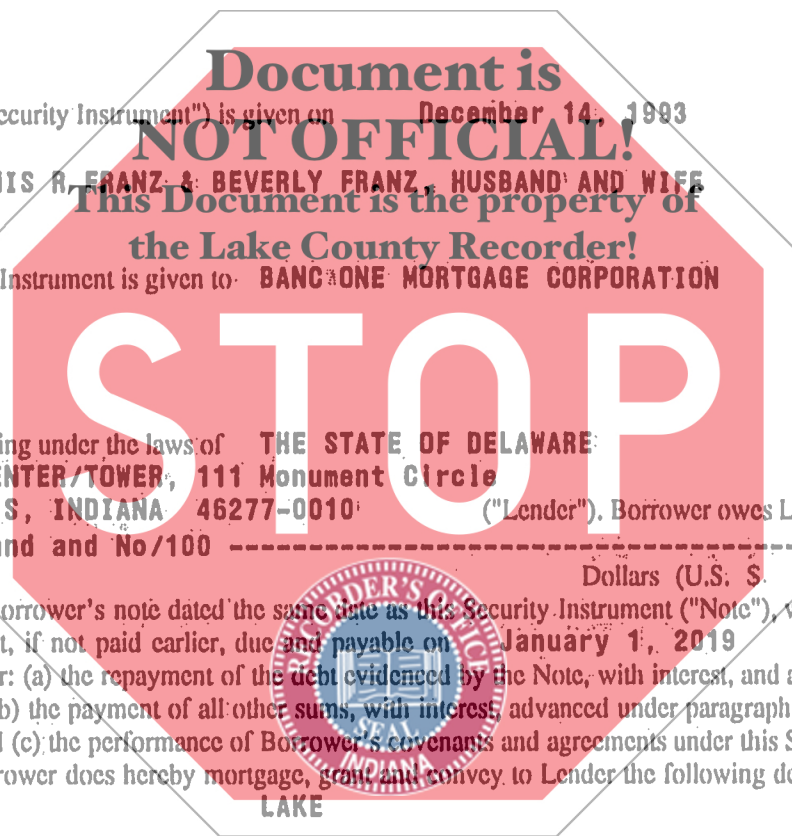 Document is
ecurity Instrument") is given on December 14, 1993
NOT OFFICIAL!
IS R FRANZ & BEVERLY FRANZ, HUSBAND AND WIFE
This Document is the property of
the Lake County Recorder!
Instrument is given to BANC ONE MORTGAGE CORPORATION
STOP
ing under the laws of THE STATE OF DELAWARE
ENTER/TOWER, 111 Monument Circle
S, INDIANA 46277-0010 ("Lender"). Borrower owes L
nd and No/100 ----------------------------------------
Dollars (U.S. $
orrower's note dated the same date as this Security Instrument ("Note"), v
t, if not paid earlier, due and payable on January 1, 2019
r: (a) the repayment of the debt evidenced by the Note, with interest, and a
b) the payment of all other sums, with interest, advanced under paragraph
(c) the performance of Borrower's covenants and agreements under this S
rower does hereby mortgage, grant and convey to Lender the following de
LAKE
RECORDER'S OFFICE
SEAL
INDIANA